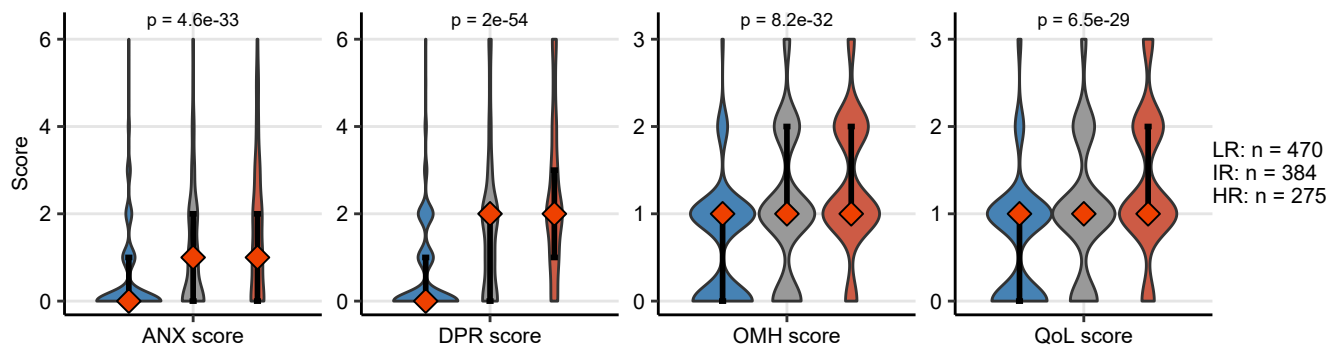 p = 4.6e-33
p = 2e-54
p = 8.2e-32
p = 6.5e-29
Score
6
4
2
0
6
4
2
0
3
2
1
0
3
2
1
0
ANX score
DPR score
OMH score
QoL score
LR: n = 470
IR: n = 384
HR: n = 275